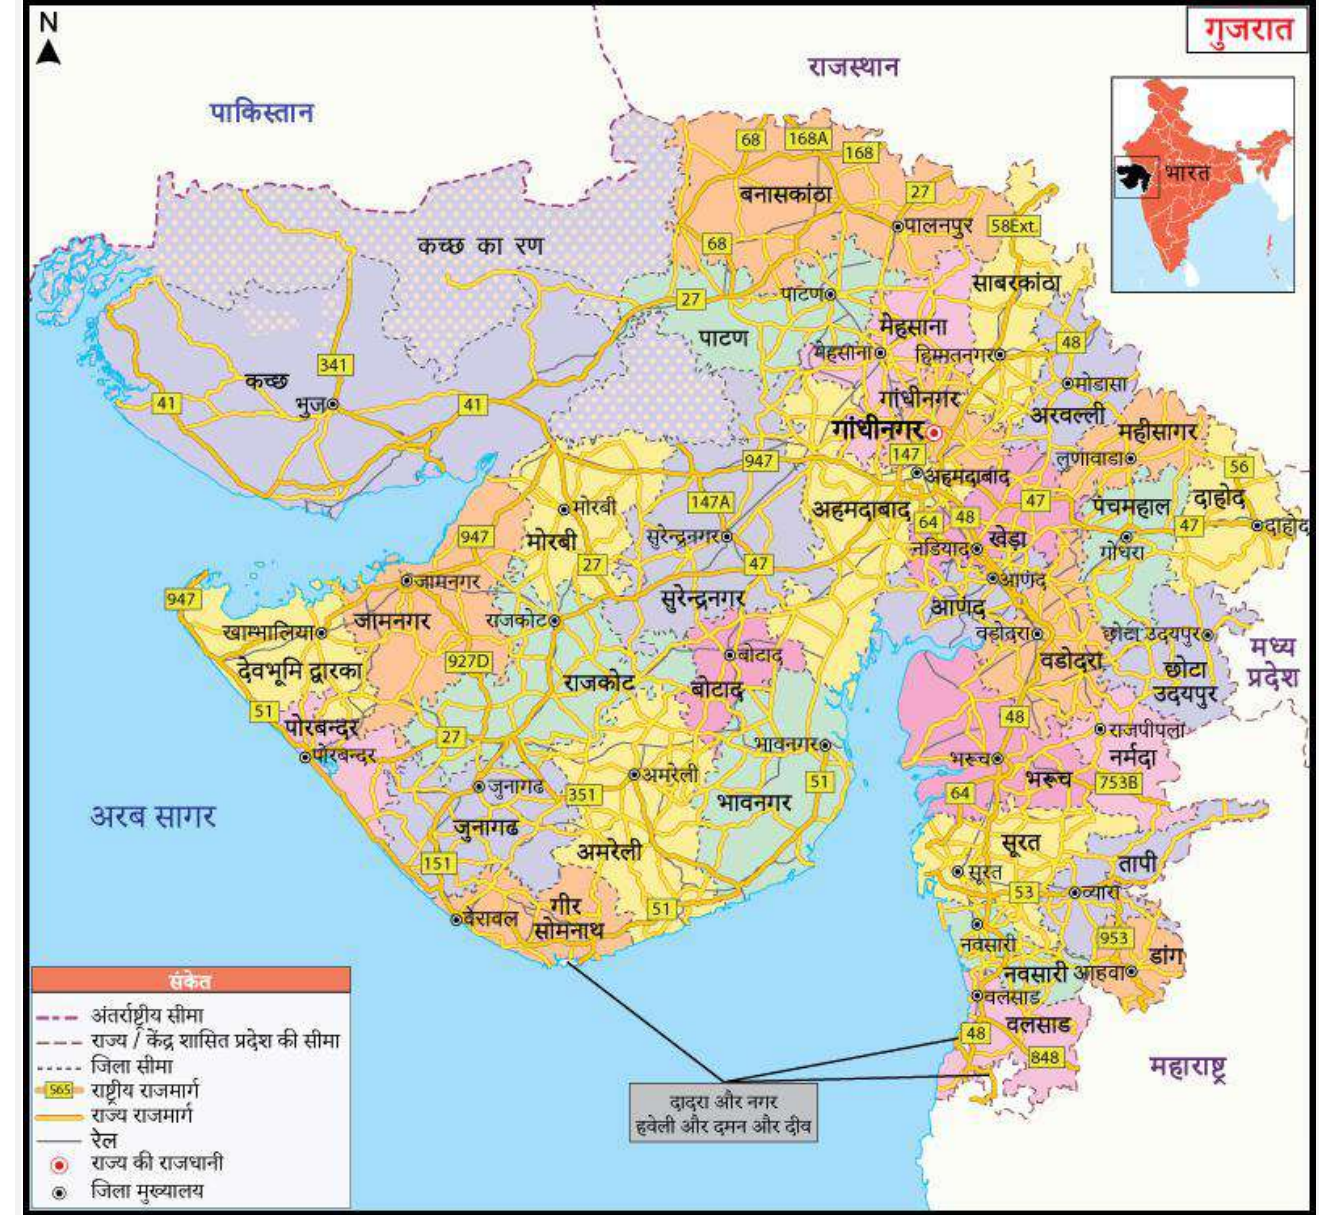 N
गुजरात
राजस्थान
पाकिस्तान
भारत
68
168A
168
बनासकांठा
27
पालनपुर
58Ext.
कच्छ का रण
68
साबरकांठा
पाटण
27
मेहसाना
पाटण
48
मेहसाना
हिम्मतनगर
341
कच्छ
मोडासा
41
भुज
41
गांधीनगर
अरवल्ली
महीसागर
गांधीनगर
147
947
लुणावाडा
56
अहमदाबाद
147A
47
पंचमहाल
दाहोद
मोरबी
अहमदाबाद
64
48
47
दाहोद
947
मोरबी
सुरेन्द्रनगर
नडियाद
खेड़ा
गोधरा
27
47
जामनगर
आणंद
947
सुरेन्द्रनगर
आणंद
खाम्भालिया
जामनगर
राजकोट
वड़ोदरा
छोटा उदयपुर
मध्य
प्रदेश
देवभूमि द्वारका
927D
राजकोट
बोटाद
बोटाद
वडोदरा
छोटा
उदयपुर
51
पोरबन्दर
27
48
राजपीपला
पोरबन्दर
भावनगर
भरूच
नर्मदा
जुनागढ
अमरेली
51
भरूच
753B
351
भावनगर
64
अरब सागर
जुनागढ
अमरेली
सूरत
151
तापी
सूरत
53
व्यारा
वेरावल
गीर
सोमनाथ
51
नवसारी
953
डांग
नवसारी
आहवा
वलसाड
वलसाड
48
848
महाराष्ट्र
दादरा और नगर
हवेली और दमन और दीव
संकेत
अंतर्राष्ट्रीय सीमा
राज्य / केंद्र शासित प्रदेश की सीमा
जिला सीमा
565 राष्ट्रीय राजमार्ग
राज्य राजमार्ग
रेल
राज्य की राजधानी
जिला मुख्यालय